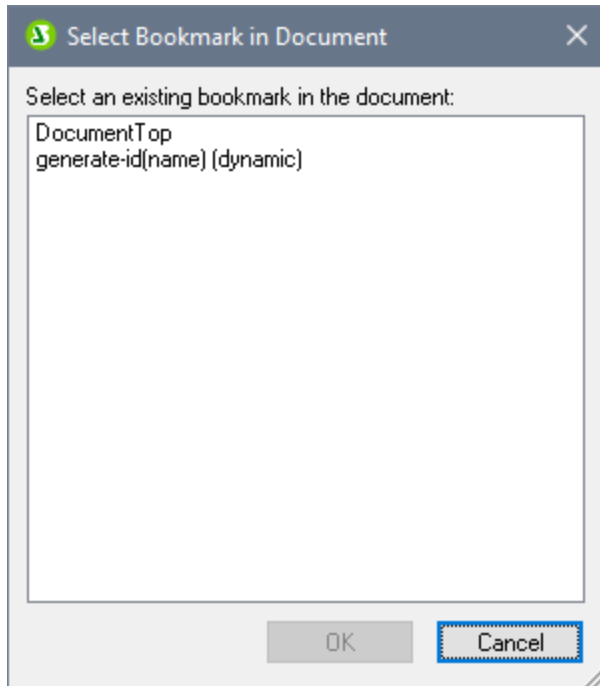 Select Bookmark in Document
Select an existing bookmark in the document:
DocumentTop
generate-id(name) (dynamic)
OK
Cancel